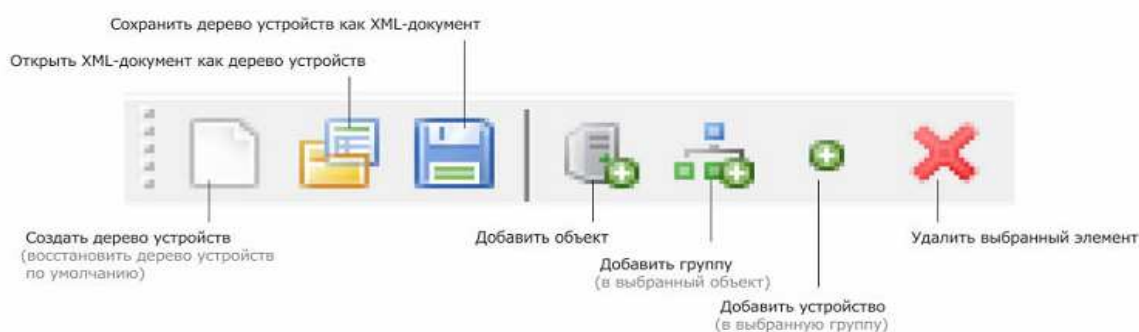 Сохранить дерево устройств как XML-документ
Открыть XML-документ как дерево устройств
Создать дерево устройств
(восстановить дерево устройств
по умолчанию)
Добавить объект
Добавить группу
(в выбранный объект)
Добавить устройство
(в выбранную группу)
Удалить выбранный элемент